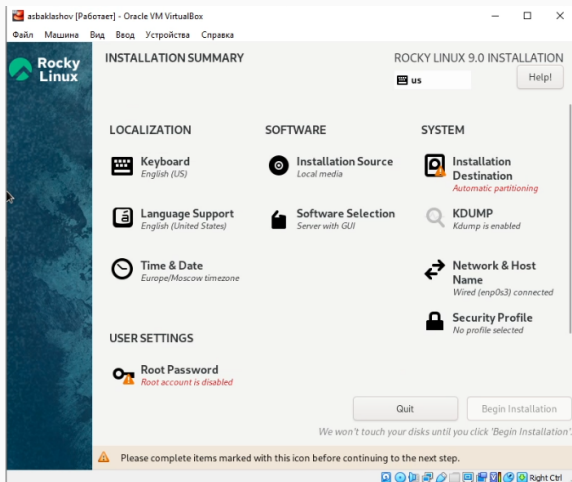 asbaklashov [Работает] - Oracle VM VirtualBox
Файл Машина Вид Ввод Устройства Справка
Rocky
Linux
INSTALLATION SUMMARY
ROCKY LINUX 9.0 INSTALLATION
us
Help!
LOCALIZATION
Keyboard
English (US)
Language Support
English (United States)
Time & Date
Europe/Moscow timezone
SOFTWARE
Installation Source
Local media
Software Selection
Server with GUI
SYSTEM
Installation
Destination
Automatic partitioning
KDUMP
Kdump is enabled
Network & Host
Name
Wired (enp0s3) connected
Security Profile
No profile selected
USER SETTINGS
Root Password
Root account is disabled
Quit
Begin Installation
We won't touch your disks until you click 'Begin Installation'.
Please complete items marked with this icon before continuing to the next step.
Right Ctrl